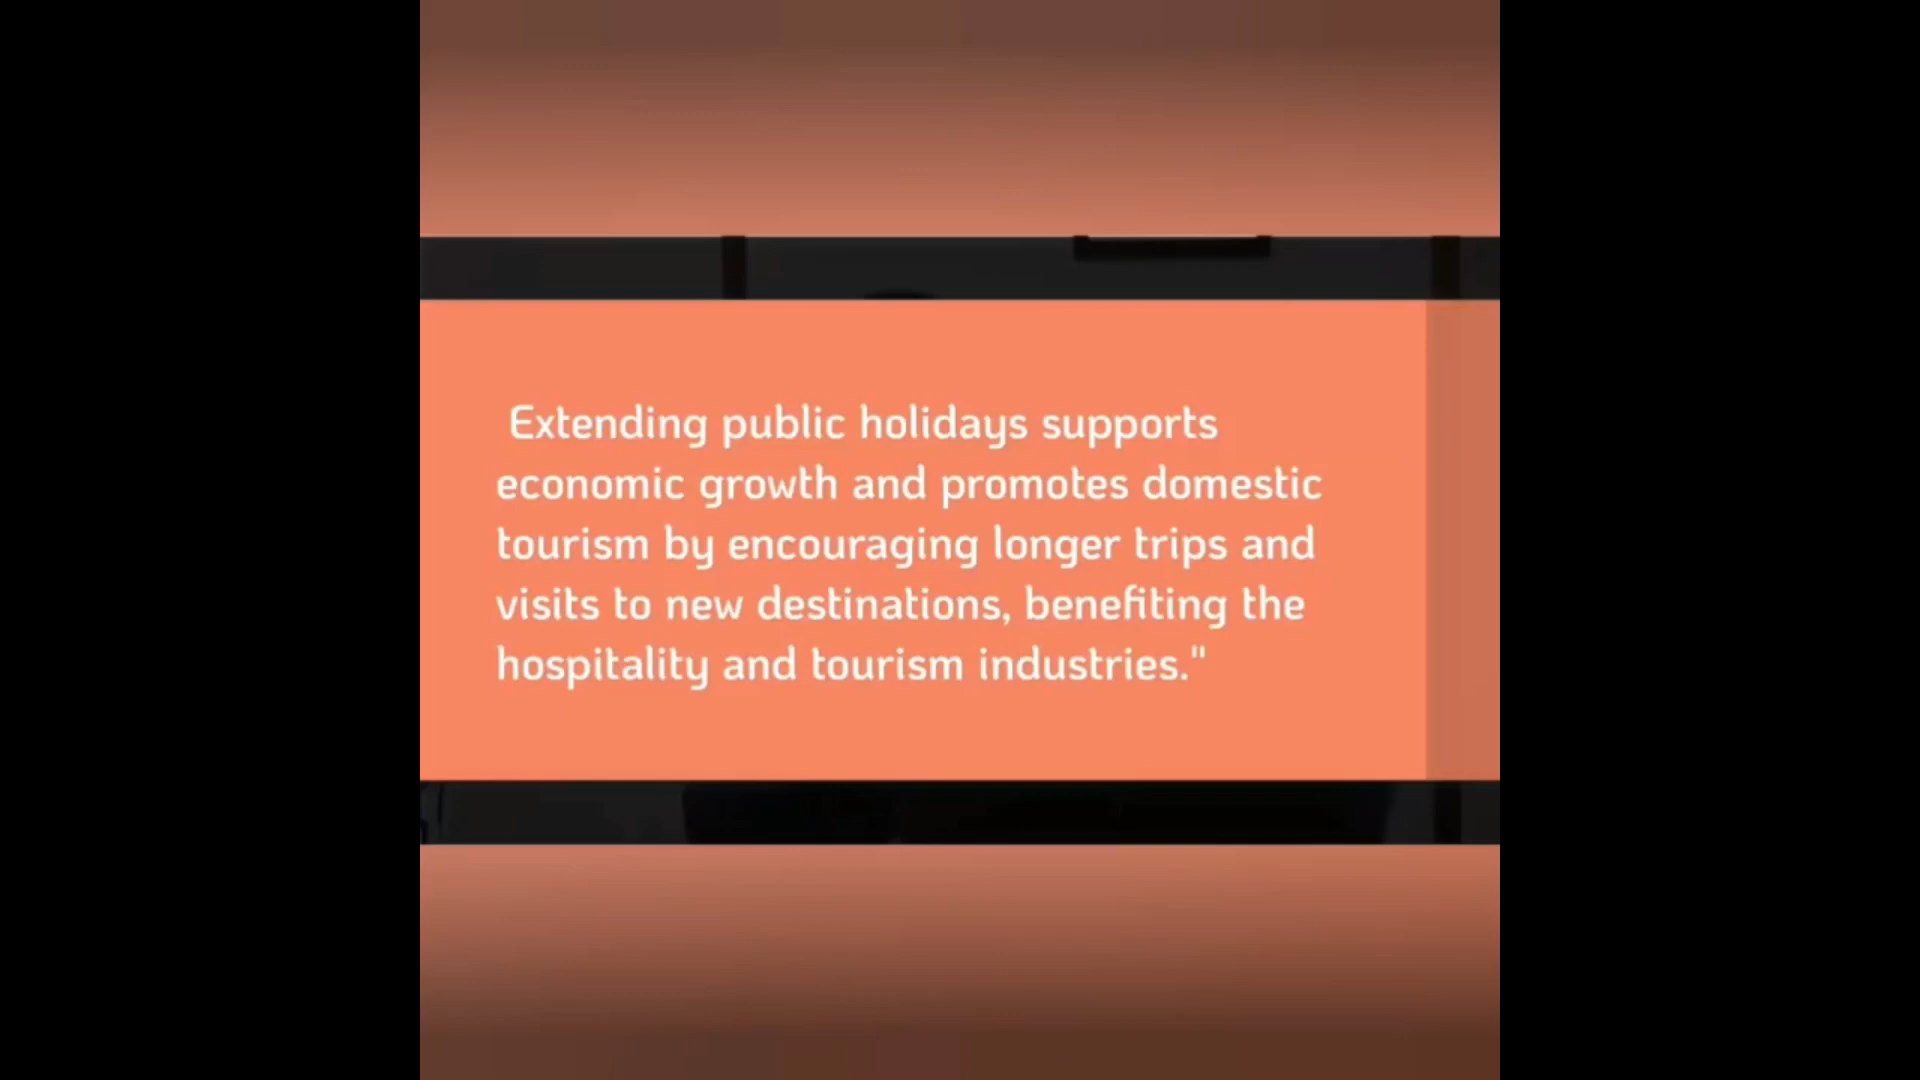 Extending public holidays supports
economic growth and promotes domestic
tourism by encouraging longer trips and
visits to new destinations, benefiting the
hospitality and tourism industries."